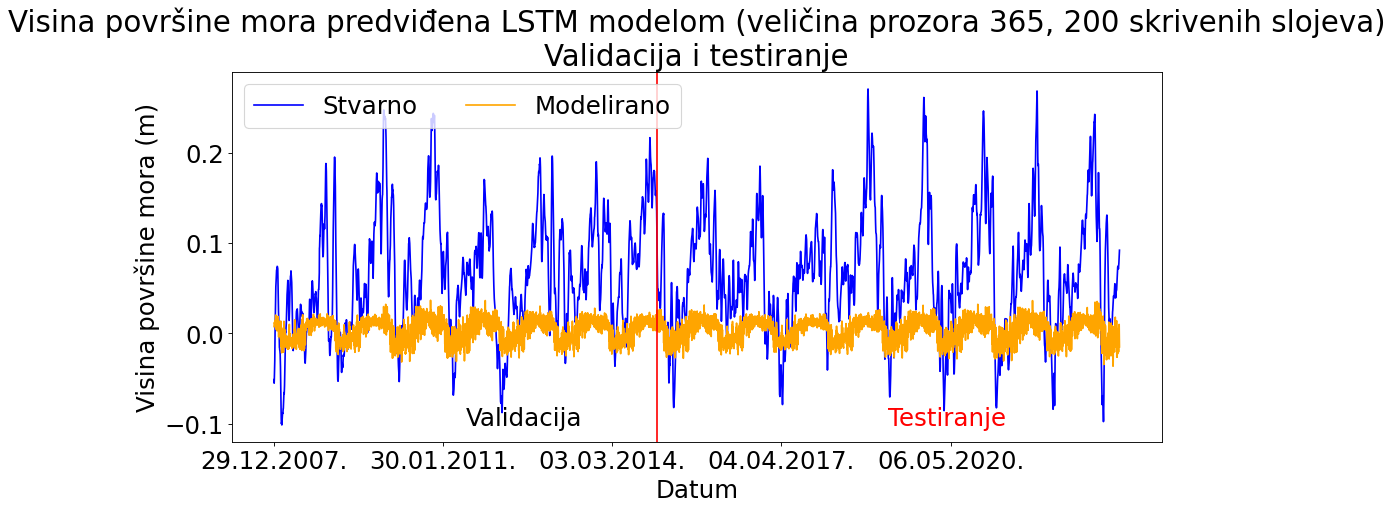 Visina površine mora predviđena LSTM modelom (veličina prozora 365, 200 skrivenih slojeva)
Validacija i testiranje
Stvarno Modelirano
Visina površine mora (m)
0.2
0.1
0.0
−0.1
Validacija
Testiranje
29.12.2007. 30.01.2011. 03.03.2014. 04.04.2017. 06.05.2020.
Datum